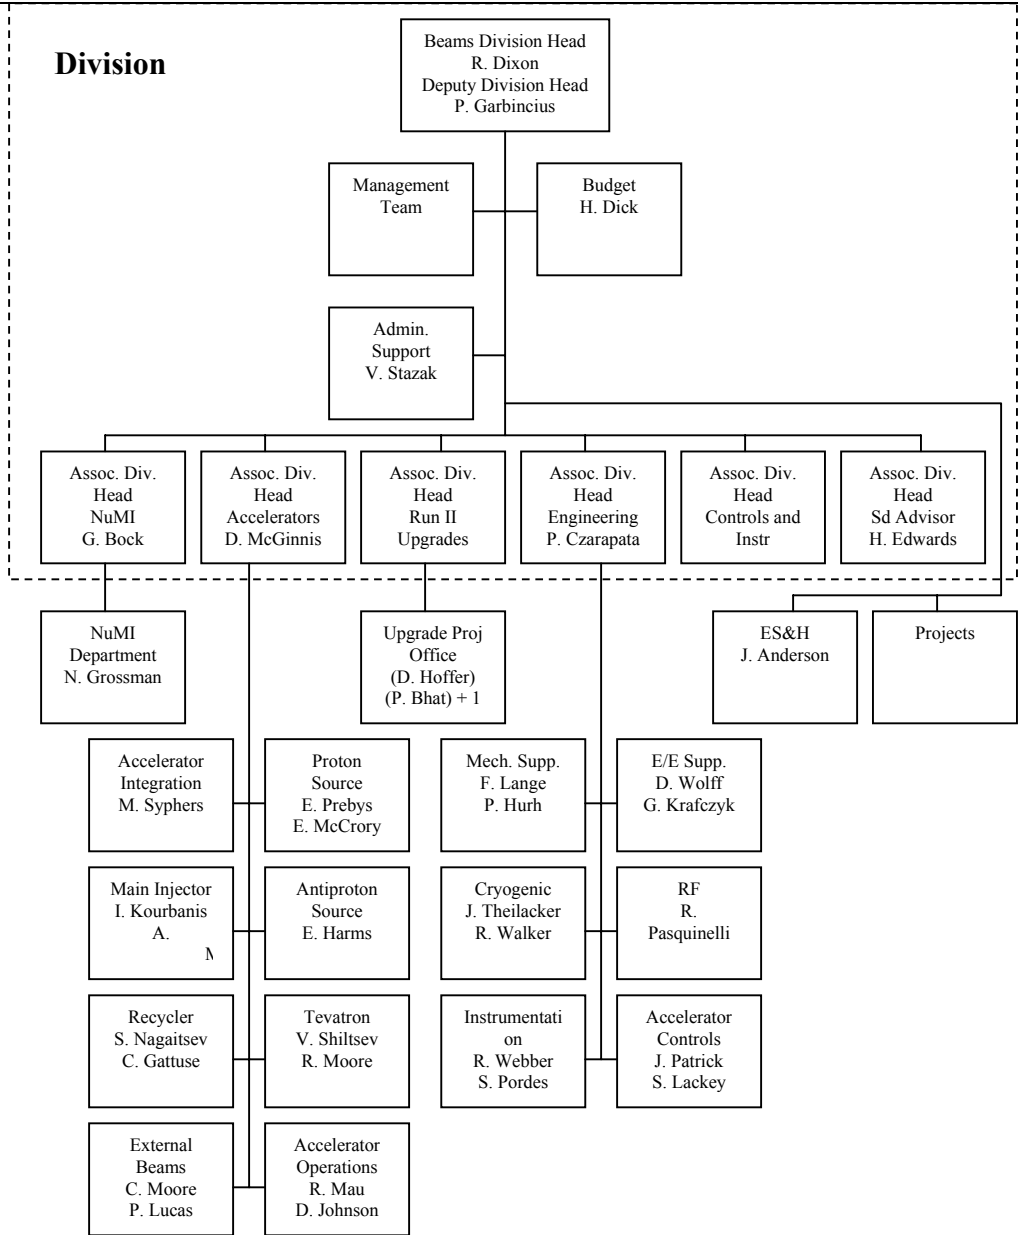 Division
Beams Division Head
R. Dixon
Deputy Division Head
P. Garbincius
Management
Team
Budget
H. Dick
Admin.
Support
V. Stazak
Assoc. Div.
Head
NuMI
G. Bock
Assoc. Div.
Head
Accelerators
D. McGinnis
Assoc. Div.
Head
Run II
Upgrades
Assoc. Div.
Head
Engineering
P. Czarapata
Assoc. Div.
Head
Controls and
Instr
Assoc. Div.
Head
Sd Advisor
H. Edwards
NuMI
Department
N. Grossman
Upgrade Proj
Office
(D. Hoffer)
(P. Bhat) + 1
ES&H
J. Anderson
Projects
Accelerator
Integration
M. Syphers
Proton
Source
E. Prebys
E. McCrory
Mech. Supp.
F. Lange
P. Hurh
E/E Supp.
D. Wolff
G. Krafczyk
Main Injector
I. Kourbanis
A.
Antiproton
Source
E. Harms
Cryogenic
J. Theilacker
R. Walker
RF
R.
Pasquinelli
Recycler
S. Nagaitsev
C. Gattuse
Tevatron
V. Shiltsev
R. Moore
Instrumentati
on
R. Webber
S. Pordes
Accelerator
Controls
J. Patrick
S. Lackey
External
Beams
C. Moore
P. Lucas
Accelerator
Operations
R. Mau
D. Johnson